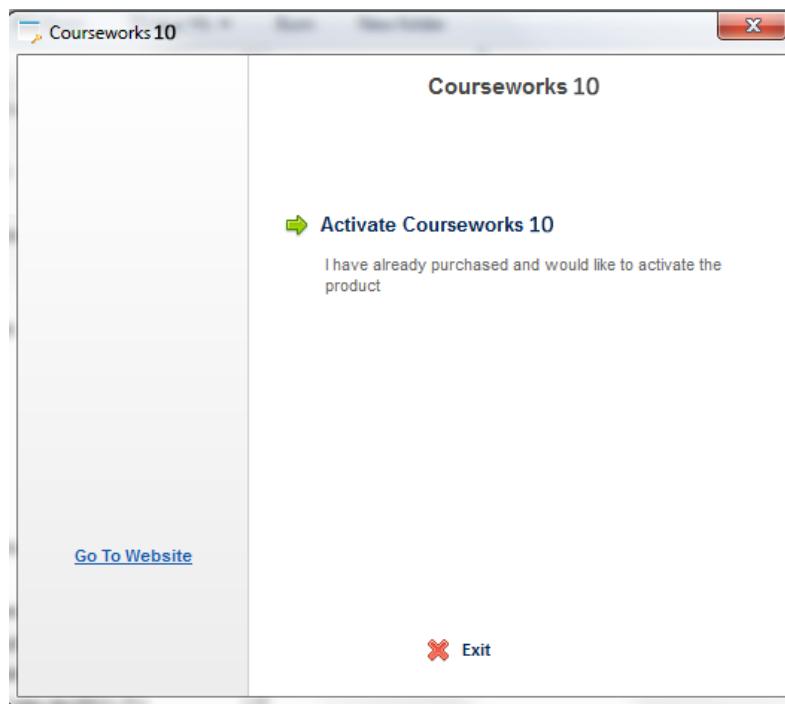 Courseworks 10
Courseworks 10
Activate Courseworks 10
I have already purchased and would like to activate the
product
Go To Website
Exit